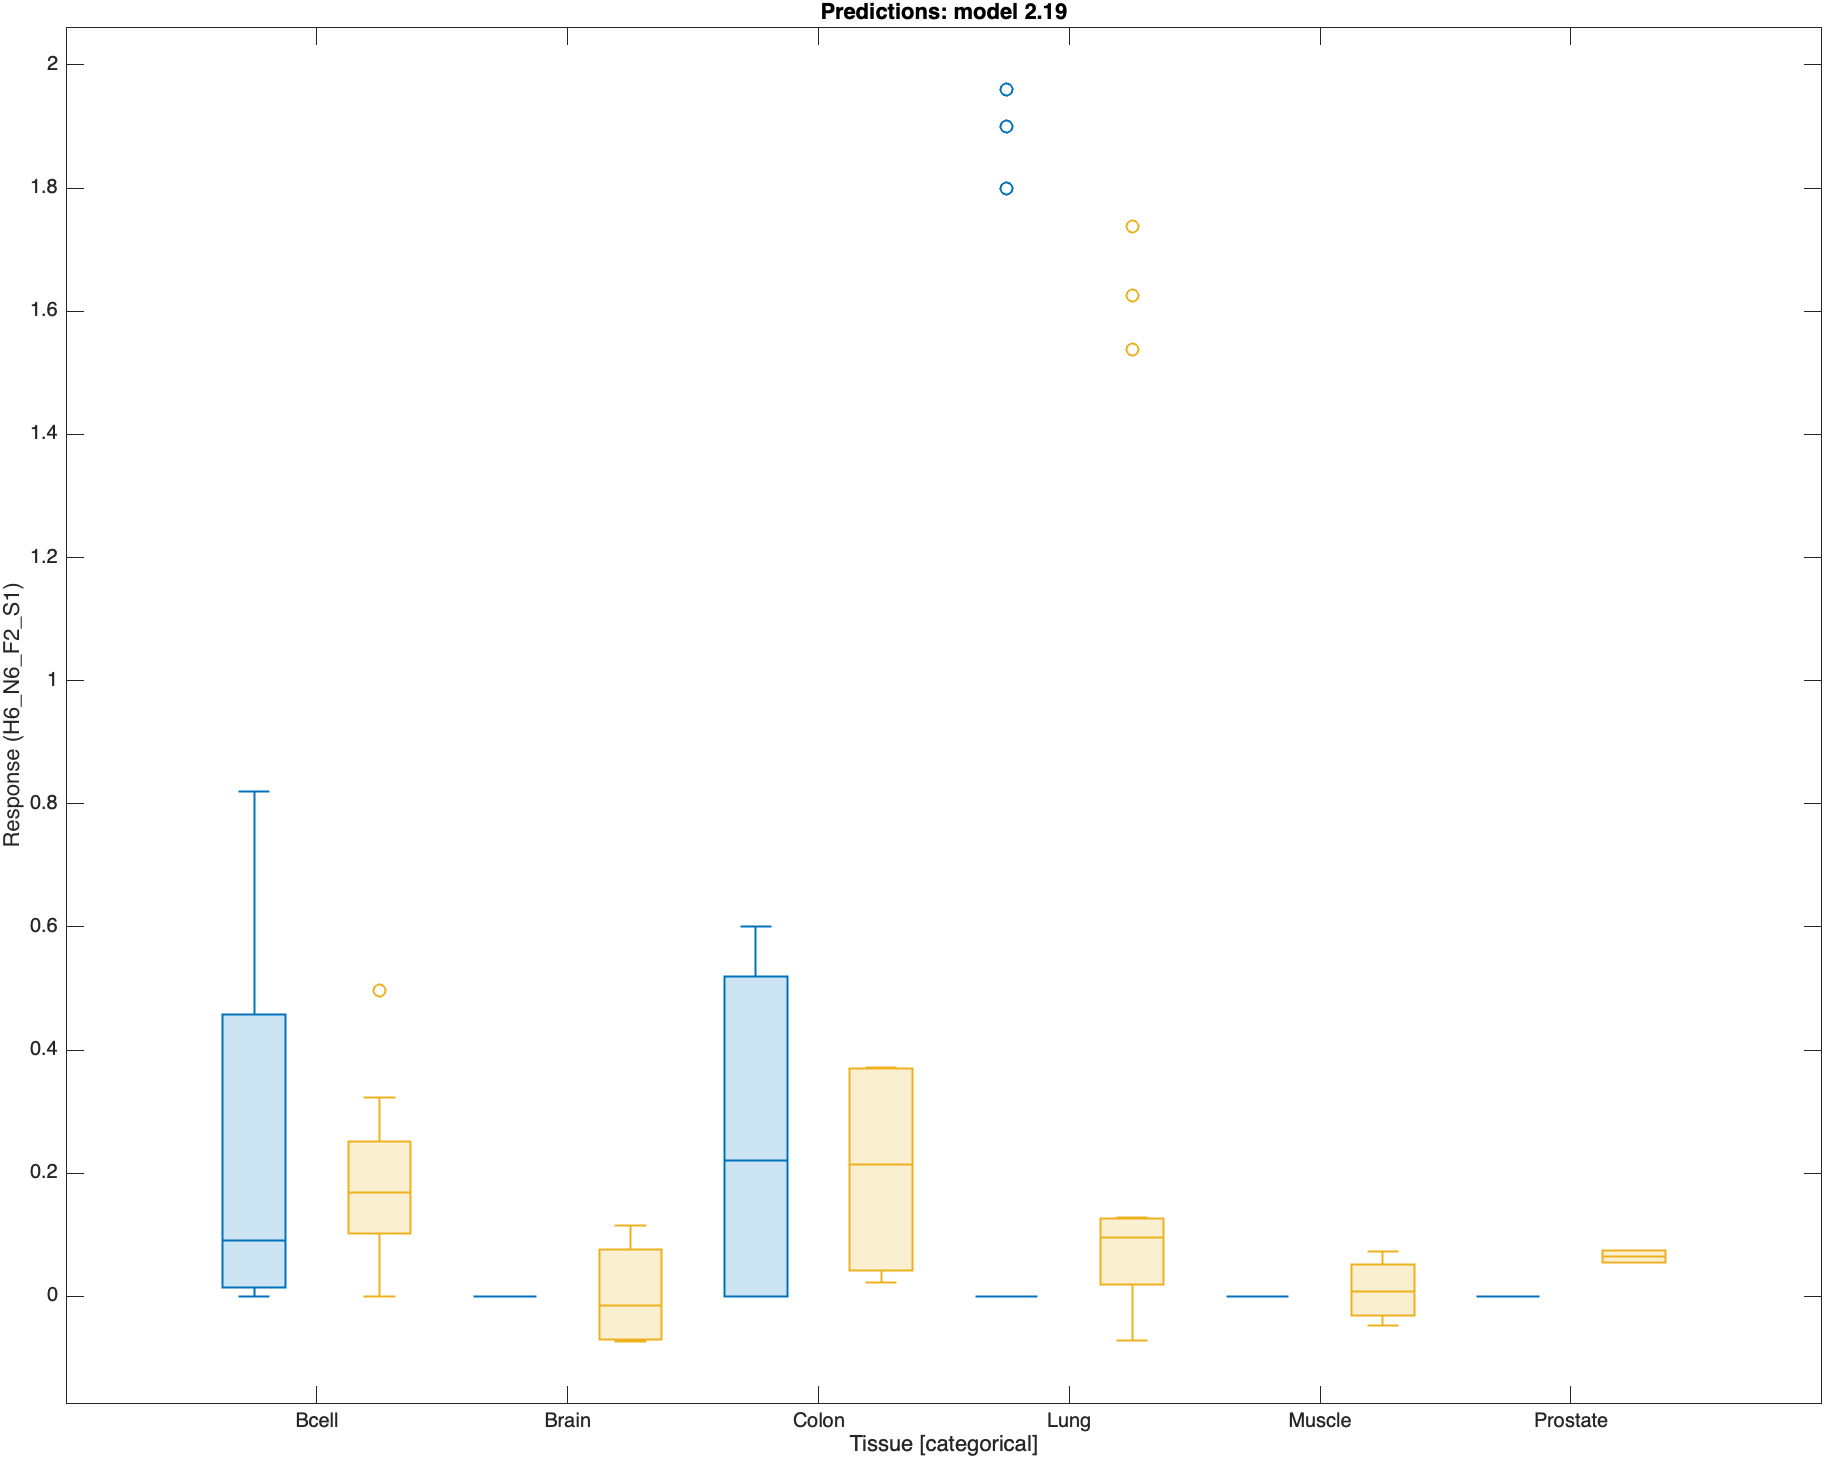 Predictions: model 2.19
2
1.8
1.6
1.4
1.2
1
0.8
0.6
0.4
0.2
0
Response (H6_N6_F2_S1)
Bcell Brain Colon Lung Muscle Prostate
Tissue [categorical]